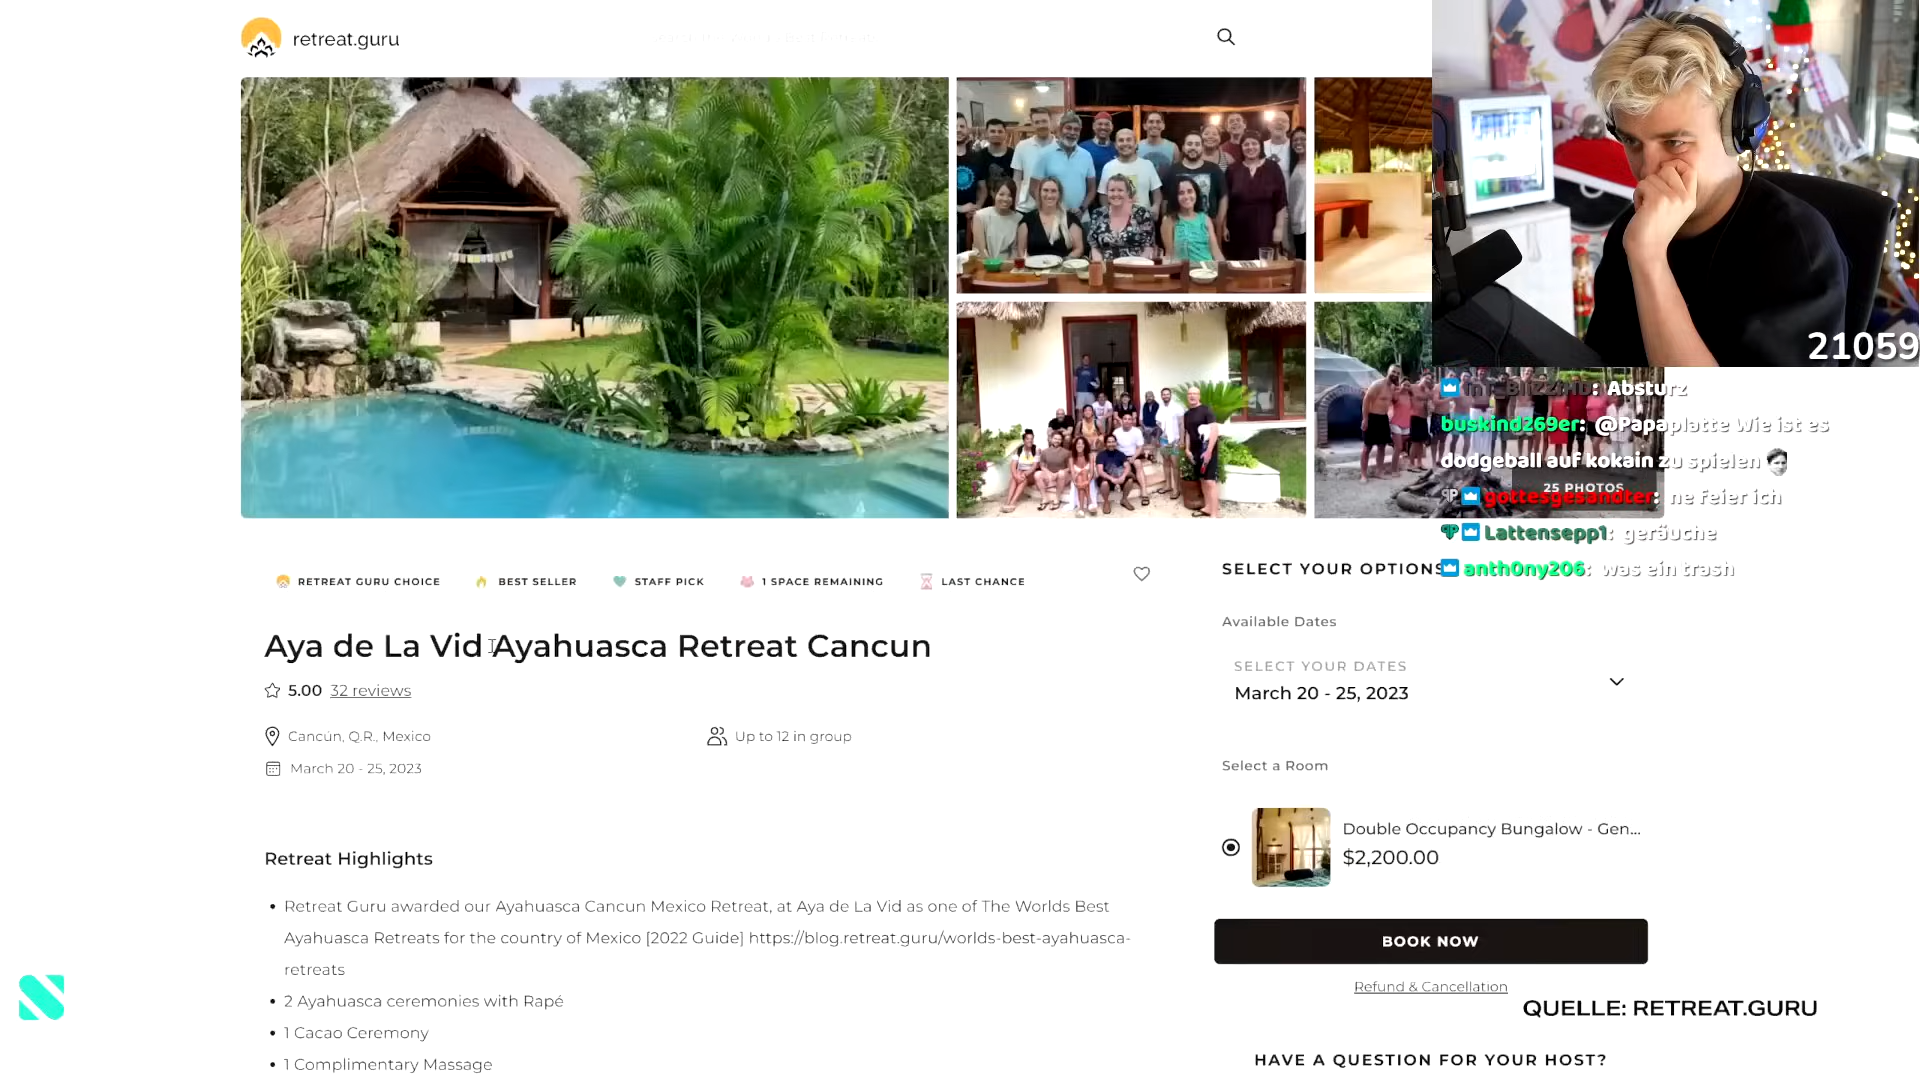 retreat.guru
21059
Absturz
buskind269er: @Papaplatte Wie ist es
dodgeball auf kokain zu spielen
25 PHOTOS
gottesgesandter: ne feier ich
Lattensepp1: geräuche
anth0ny206: was ein trash
RETREAT GURU CHOICE
BEST SELLER
STAFF PICK
1 SPACE REMAINING
LAST CHANCE
Aya de La Vid Ayahuasca Retreat Cancun
5.00 32 reviews
Cancún, Q.R., Mexico
Up to 12 in group
March 20 - 25, 2023
Retreat Highlights
• Retreat Guru awarded our Ayahuasca Cancun Mexico Retreat, at Aya de La Vid as one of The Worlds Best
Ayahuasca Retreats for the country of Mexico [2022 Guide] https://blog.retreat.guru/worlds-best-ayahuasca-
retreats
• 2 Ayahuasca ceremonies with Rapé
• 1 Cacao Ceremony
• 1 Complimentary Massage
SELECT YOUR OPTIONS
Available Dates
SELECT YOUR DATES
March 20 - 25, 2023
Select a Room
Double Occupancy Bungalow - Gen...
$2,200.00
BOOK NOW
Refund & Cancellation
QUELLE: RETREAT.GURU
HAVE A QUESTION FOR YOUR HOST?